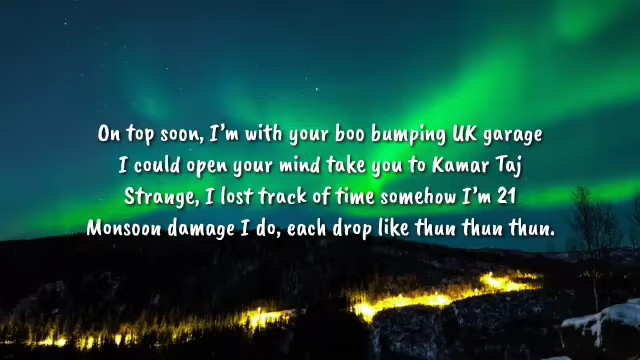 On top soon, I'm with your boo bumping UK garage
I could open your mind take you to Kamar Taj
Strange, I lost track of time somehow I'm 21
Monsoon damage I do, each drop like thun thun thun.